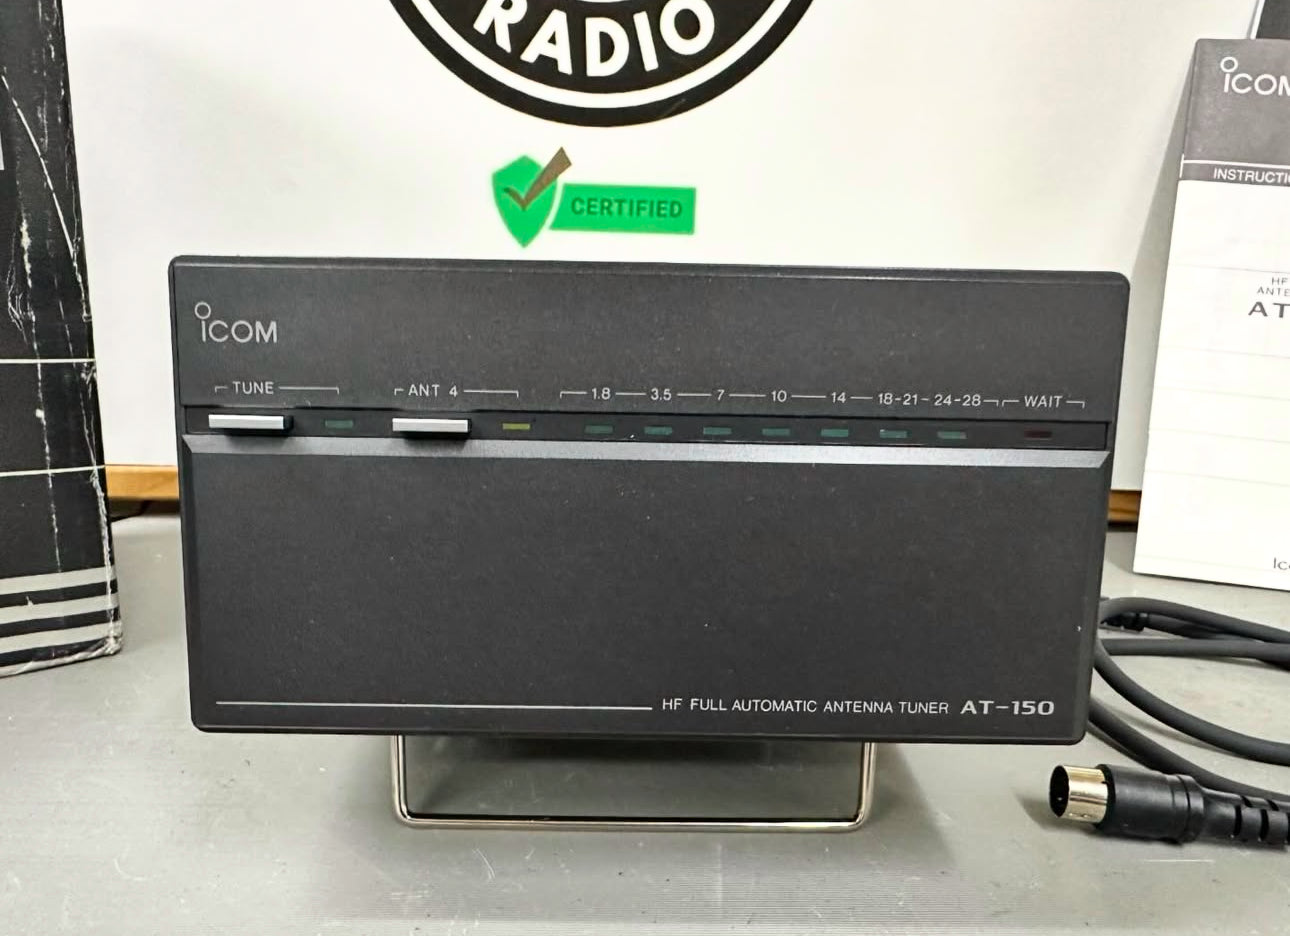 RADIO
CERTIFIED
ICOM
INSTRUCTI
HF
ANTE
AT
Ic
ICOM
TUNE ANT 4 1.8 3.5 7 10 14 18-21 24-28 WAIT
HF FULL AUTOMATIC ANTENNA TUNER AT-150